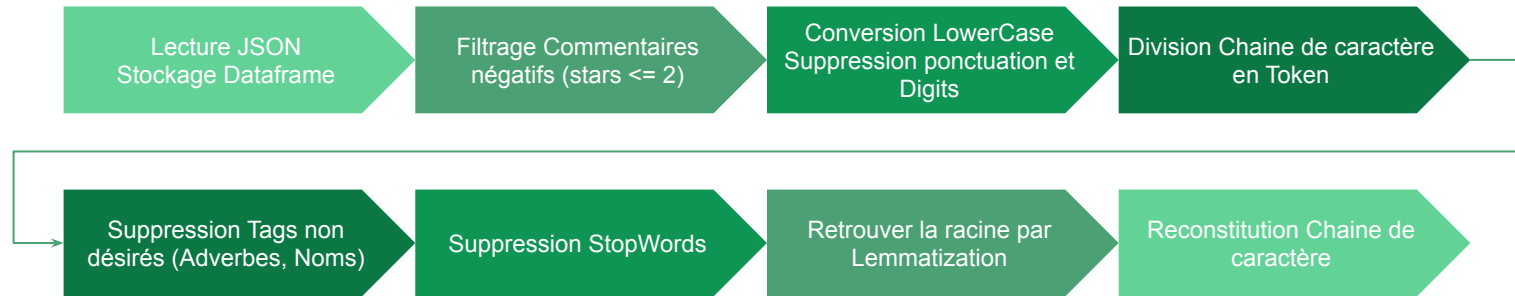 Lecture JSON
Stockage Dataframe
Filtrage Commentaires
négatifs (stars <= 2)
Conversion LowerCase
Suppression ponctuation et
Digits
Division Chaine de caractère
en Token
Suppression Tags non
désirés (Adverbes, Noms)
Suppression StopWords
Retrouver la racine par
Lemmatization
Reconstitution Chaine de
caractère